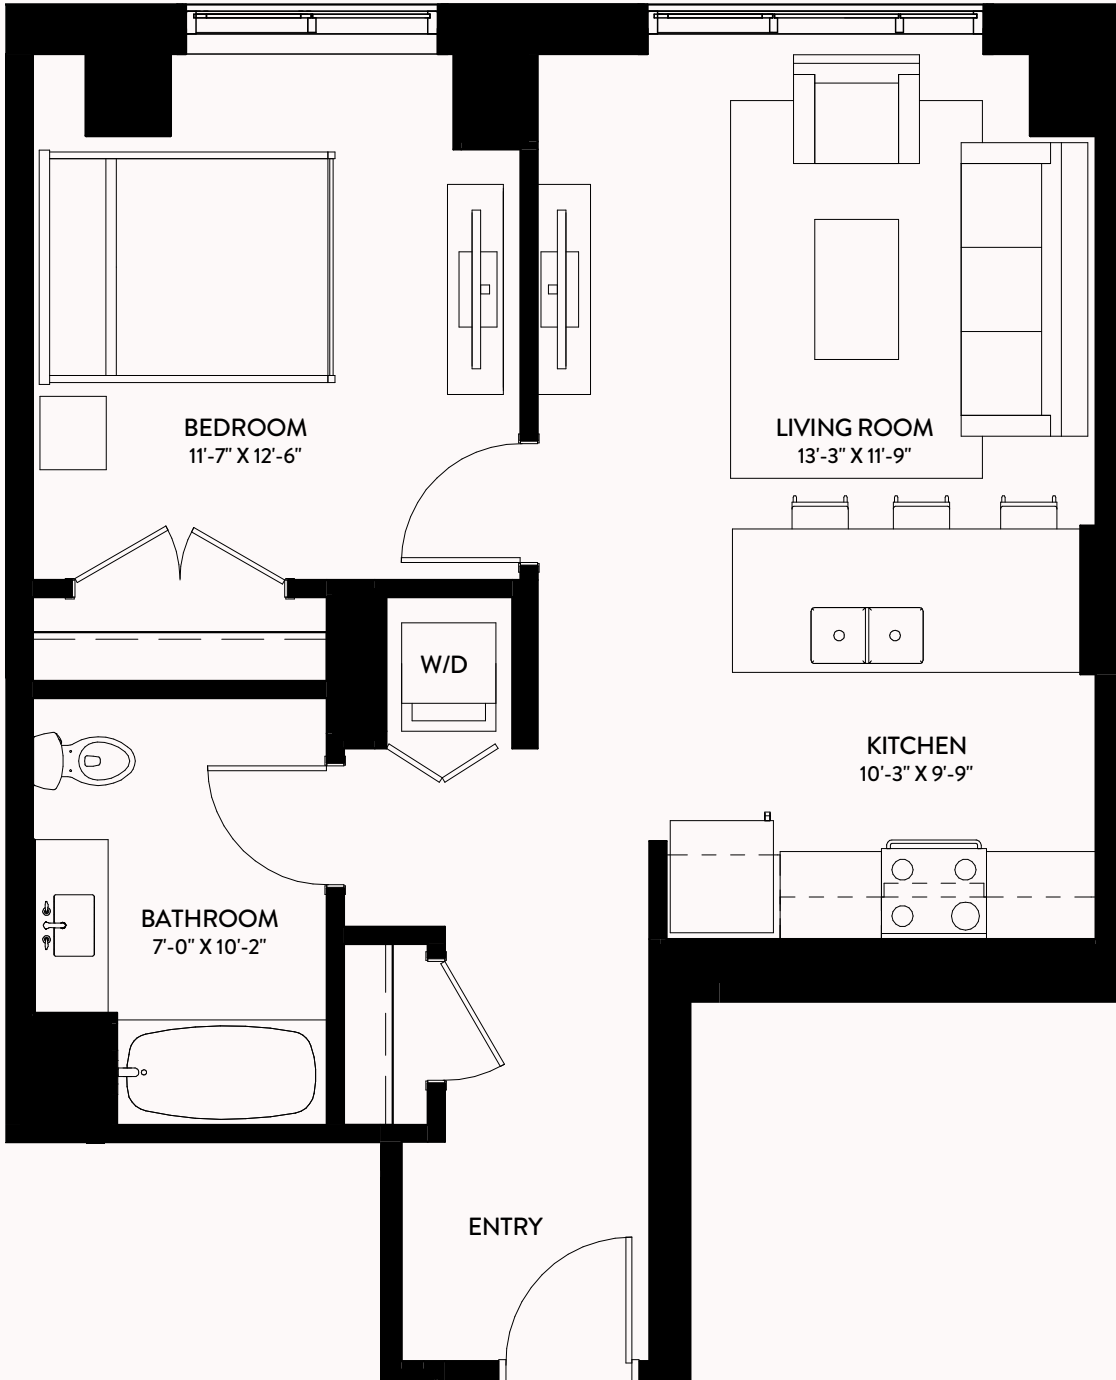 BEDROOM
11'-7" X 12'-6"
LIVING ROOM
13'-3" X 11'-9"
W/D
KITCHEN
10'-3" X 9'-9"
BATHROOM
7'-0" X 10'-2"
ENTRY